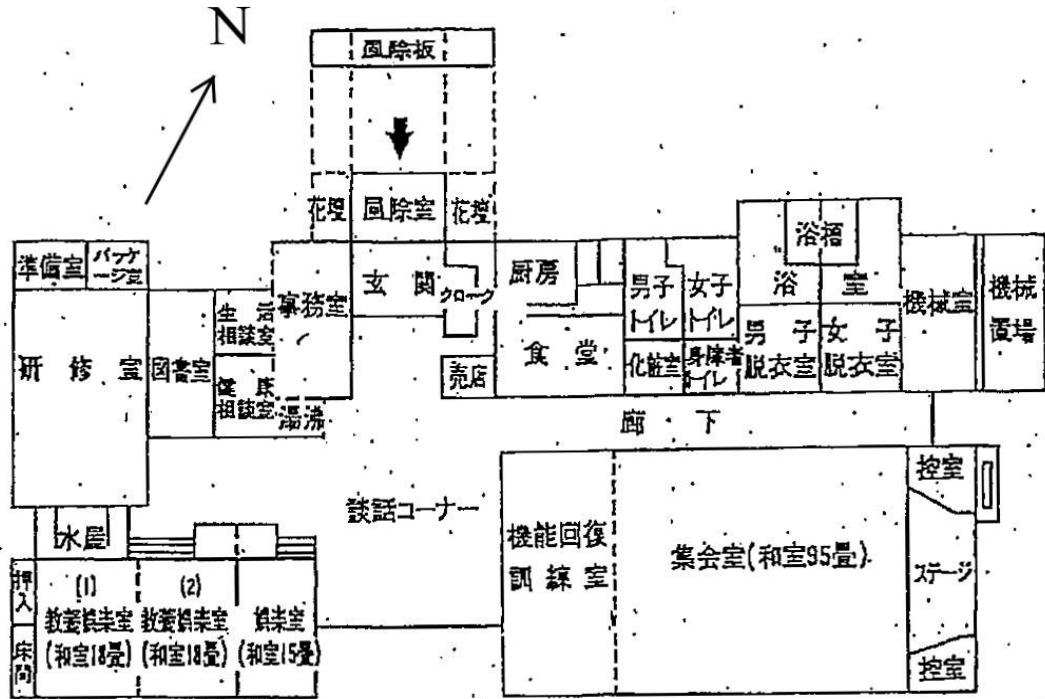 N
風除板
花壇
風除室
花壇
準備室
パッケージ室
研修室
図書室
生活
相談室
健康
相談室
湯沸
事務室
玄関
クローク
売店
厨房
食堂
男子
トイレ
女子
トイレ
化粧室
身障者
トイレ
浴槽
浴室
男子
脱衣室
女子
脱衣室
機械室
機械
置場
廊下
談話コーナー
機能回復
訓練室
集会室(和室95畳)
控室
ステージ
控室
水屋
押入
床間
(1)
教養娯楽室
(和室18畳)
(2)
教養娯楽室
(和室18畳)
娯楽室
(和室15畳)